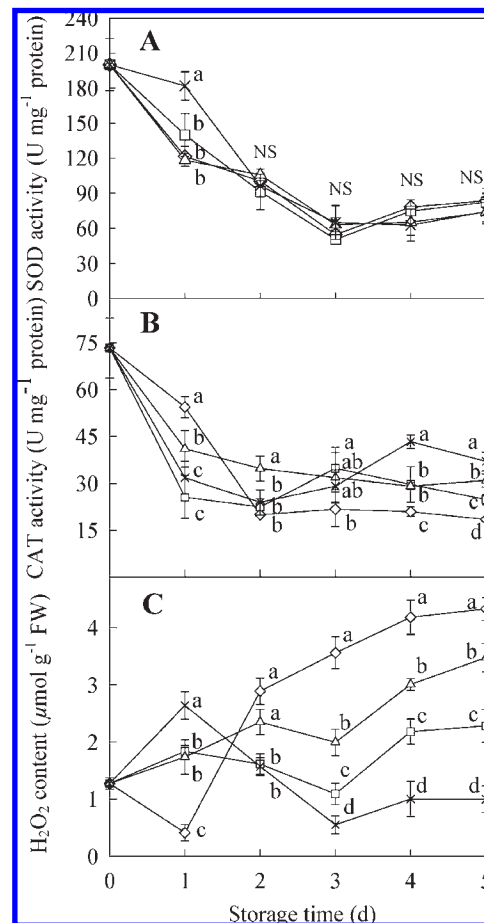 A
240
210
180
150
120
90
60
30
0
SOD activity (U mg⁻¹ protein)
a
b
b
b
NS
NS
NS
NS
B
75
60
45
30
15
CAT activity (U mg⁻¹ protein)
a
b
c
c
a
b
b
b
a
ab
ab
b
a
b
b
c
a
b
c
d
C
4
3
2
1
0
H₂O₂ content (μmol g⁻¹ FW)
a
b
b
c
a
a
b
b
a
b
c
d
a
b
c
d
a
b
c
d
0 1 2 3 4 5
Storage time (d)